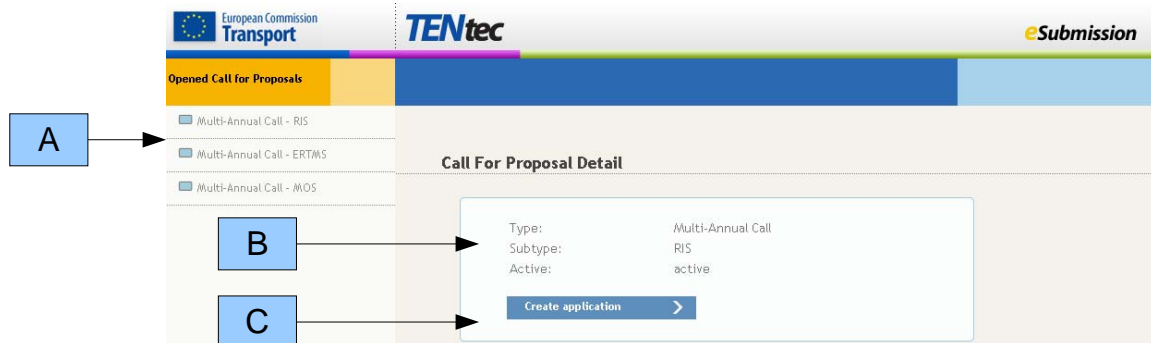 European Commission
Transport
TENtec
eSubmission
Opened Call for Proposals
Multi-Annual Call - RIS
A
Multi-Annual Call - ERTMS
Call For Proposal Detail
Multi-Annual Call - MOS
Type: Multi-Annual Call
B
Subtype: RIS
Active: active
Create application
C